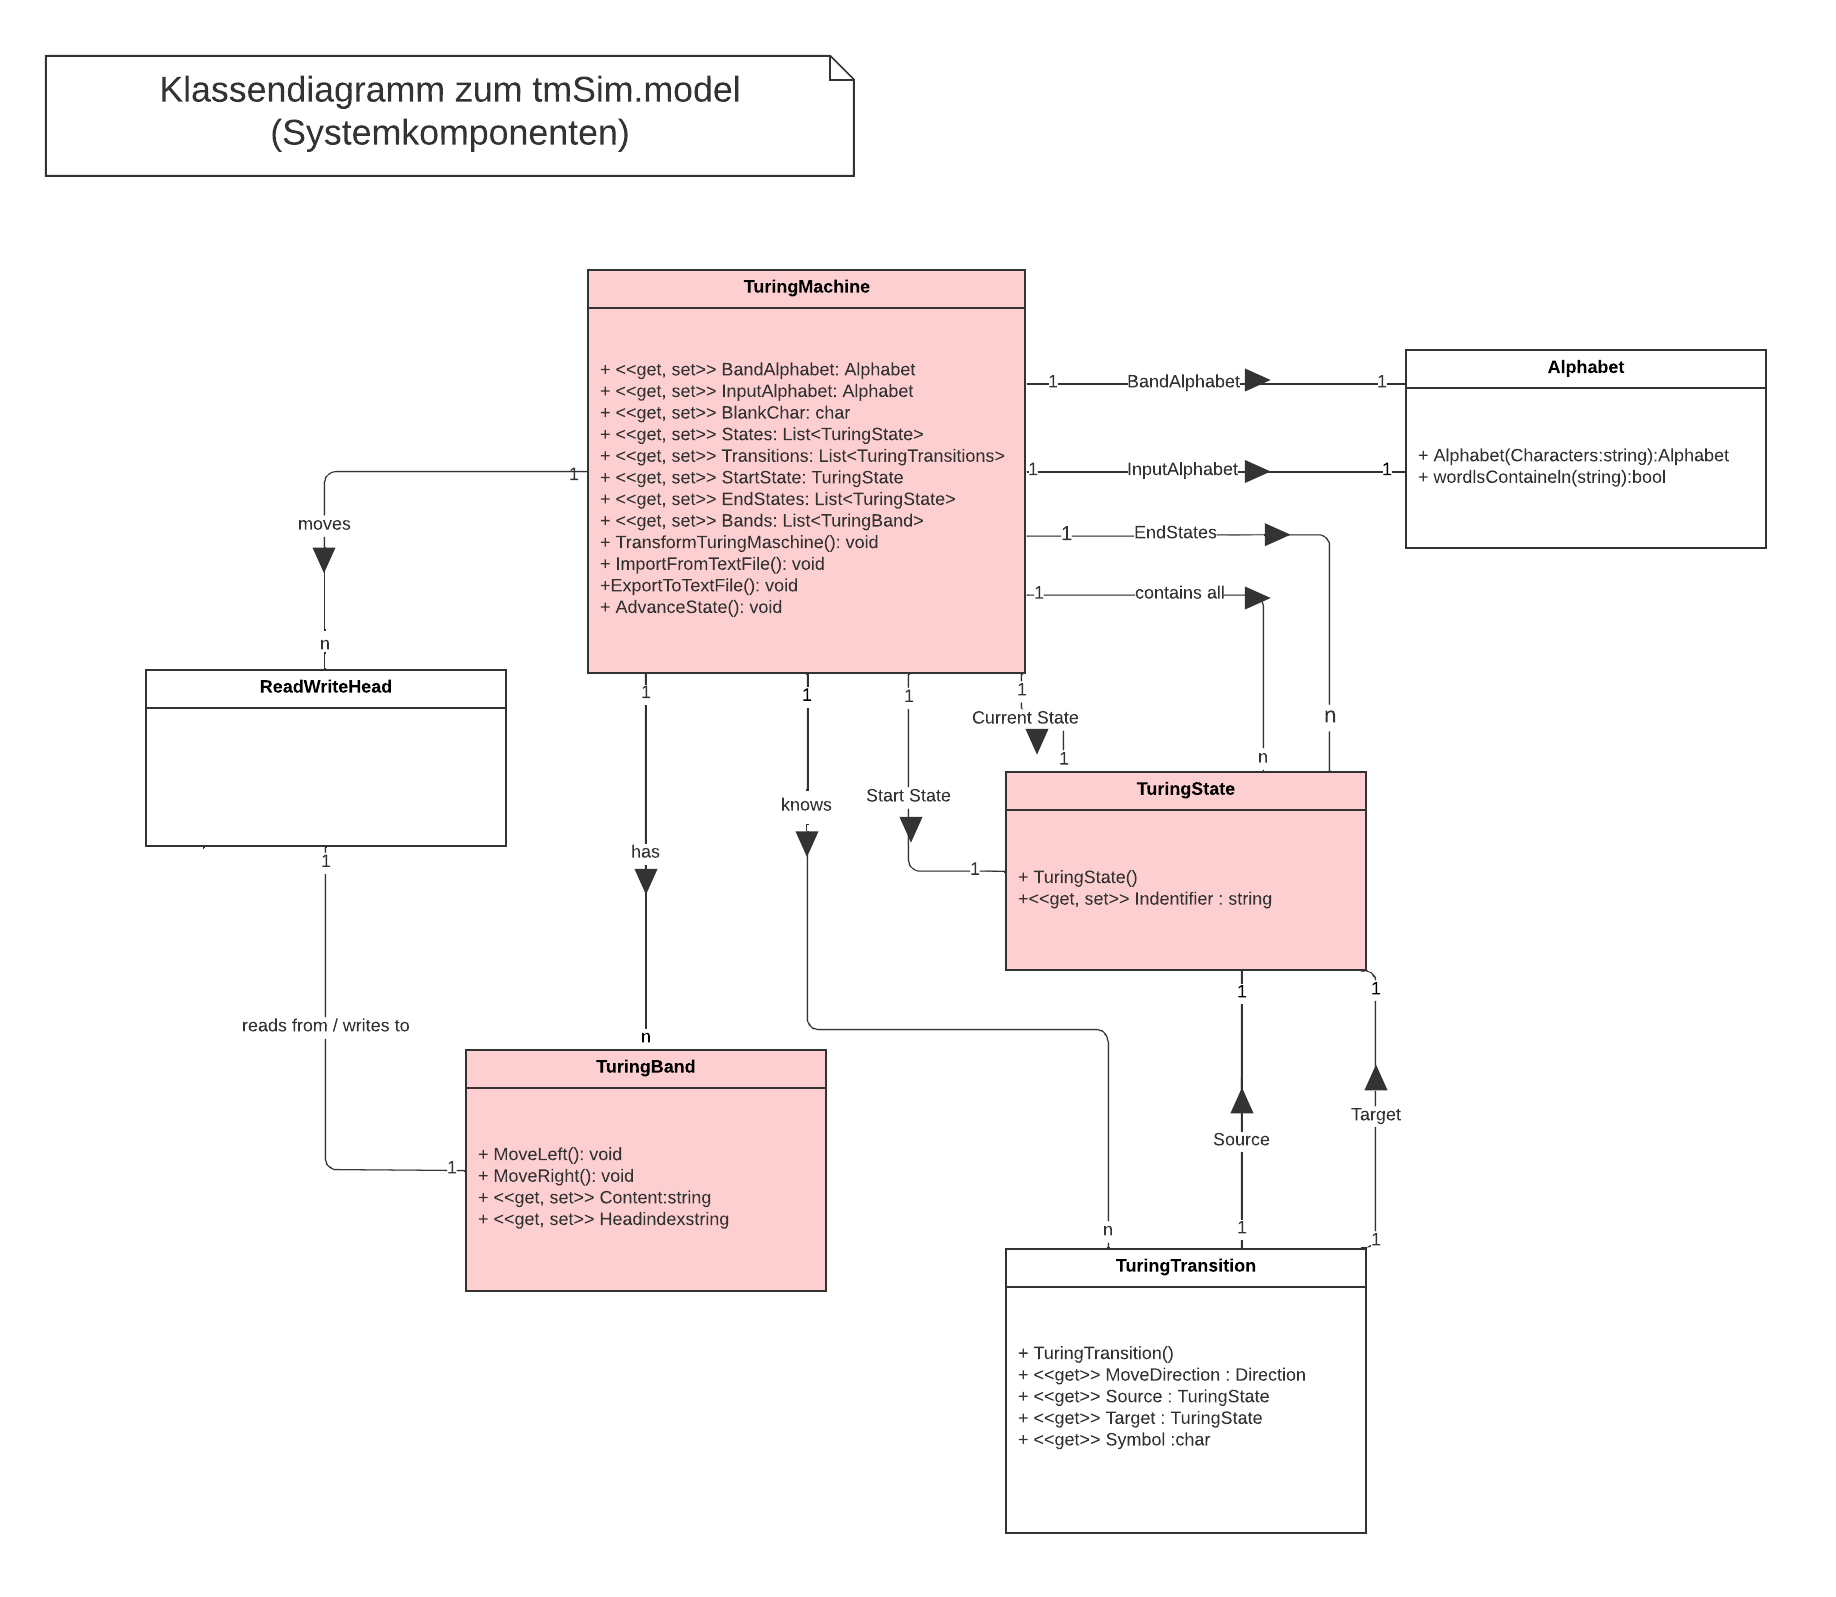 Klassendiagramm zum tmSim.model
(Systemkomponenten)
TuringMachine
+ <<get, set>> BandAlphabet: Alphabet
+ <<get, set>> InputAlphabet: Alphabet
+ <<get, set>> BlankChar: char
+ <<get, set>> States: List<TuringState>
+ <<get, set>> Transitions: List<TuringTransitions>
+ <<get, set>> StartState: TuringState
+ <<get, set>> EndStates: List<TuringState>
+ <<get, set>> Bands: List<TuringBand>
+ TransformTuringMaschine(): void
+ ImportFromTextFile(): void
+ExportToTextFile(): void
+ AdvanceState(): void
1 BandAlphabet 1
1 InputAlphabet 1
1 EndStates
n
1 contains all
n
Alphabet
+ Alphabet(Characters:string):Alphabet
+ wordIsContaineIn(string):bool
1
moves
n
ReadWriteHead
1
reads from / writes to
1
1
has
n
1
knows
n
1
Start State
1
1
Current State
1
TuringState
+ TuringState()
+<<get, set>> Indentifier : string
TuringBand
+ MoveLeft(): void
+ MoveRight(): void
+ <<get, set>> Content:string
+ <<get, set>> Headindexstring
1
Source
1
1
Target
1
TuringTransition
+ TuringTransition()
+ <<get>> MoveDirection : Direction
+ <<get>> Source : TuringState
+ <<get>> Target : TuringState
+ <<get>> Symbol :char